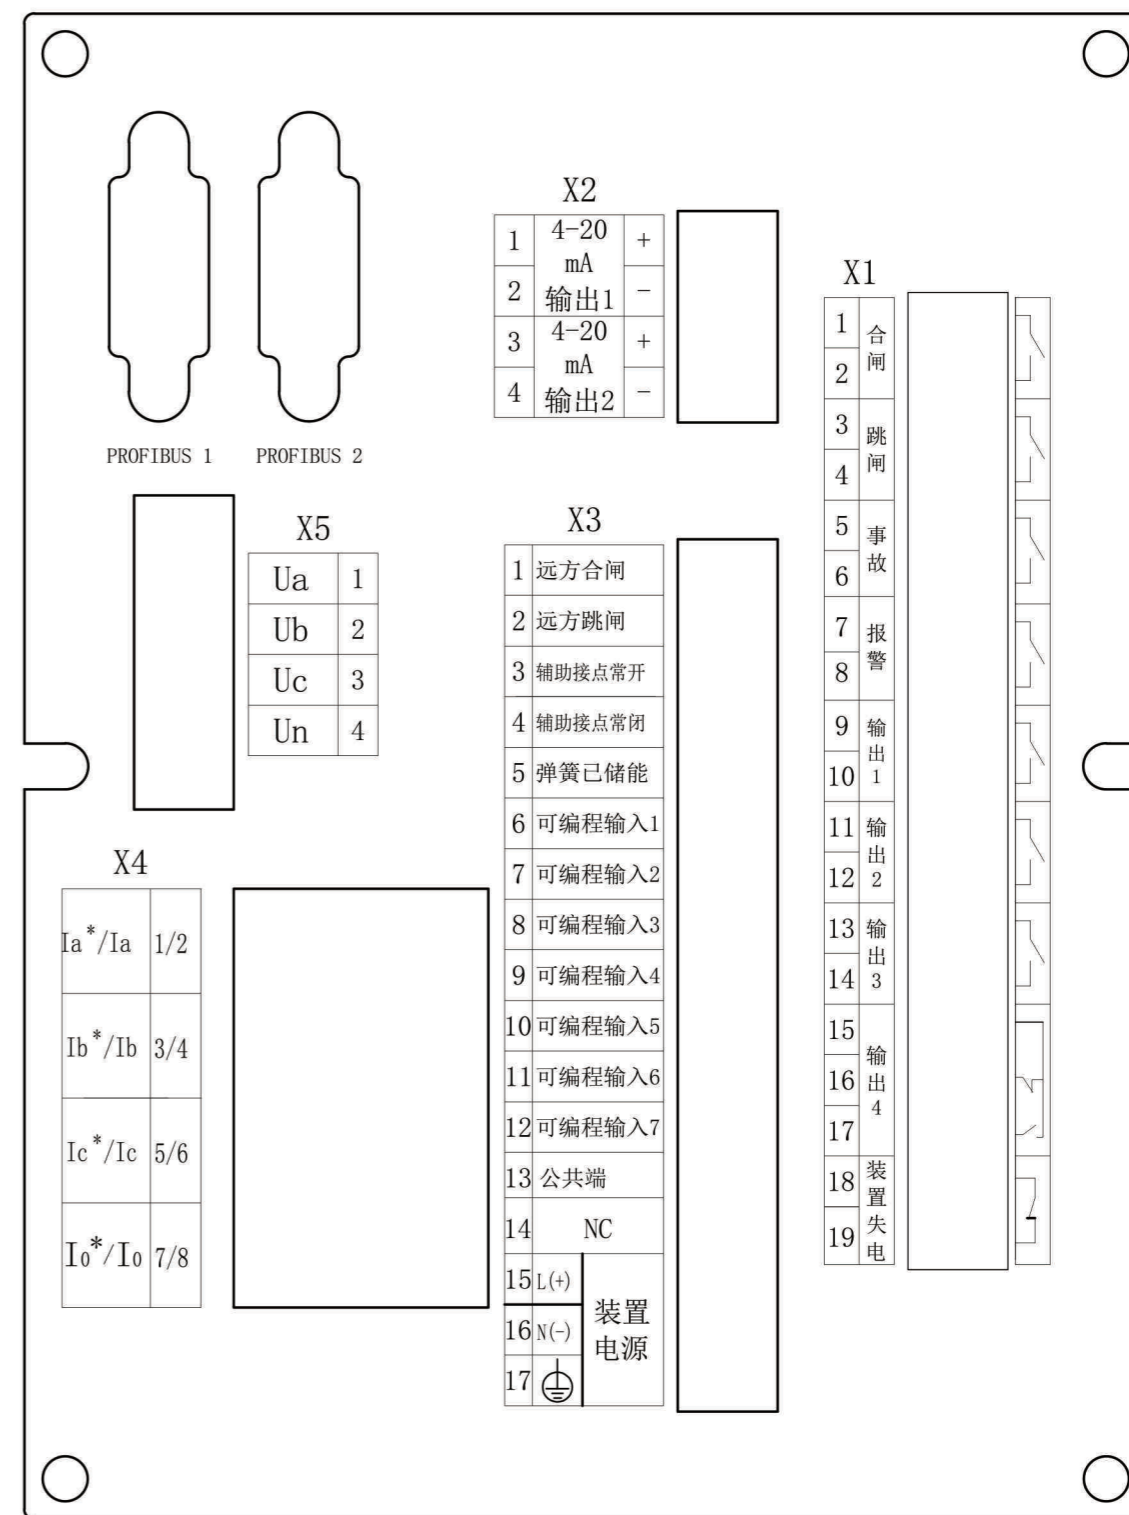 PROFIBUS 1
PROFIBUS 2
X2
1 4-20 +
mA
2 输出1 -
3 4-20 +
mA
4 输出2 -
X1
1 合
2 闸
3 跳
4 闸
5 事
6 故
7 报
8 警
9 输
出
10 1
11 输
出
12 2
13 输
出
14 3
15
16 输出
4
17
18 装置
19 失电
X5
Ua 1
Ub 2
Uc 3
Un 4
X3
1 远方合闸
2 远方跳闸
3 辅助接点常开
4 辅助接点常闭
5 弹簧已储能
6 可编程输入1
7 可编程输入2
8 可编程输入3
9 可编程输入4
10 可编程输入5
11 可编程输入6
12 可编程输入7
13 公共端
14 NC
15 L(+)
装置
16 N(-)
电源
17
X4
Ia*/Ia 1/2
Ib*/Ib 3/4
Ic*/Ic 5/6
I₀*/I₀ 7/8